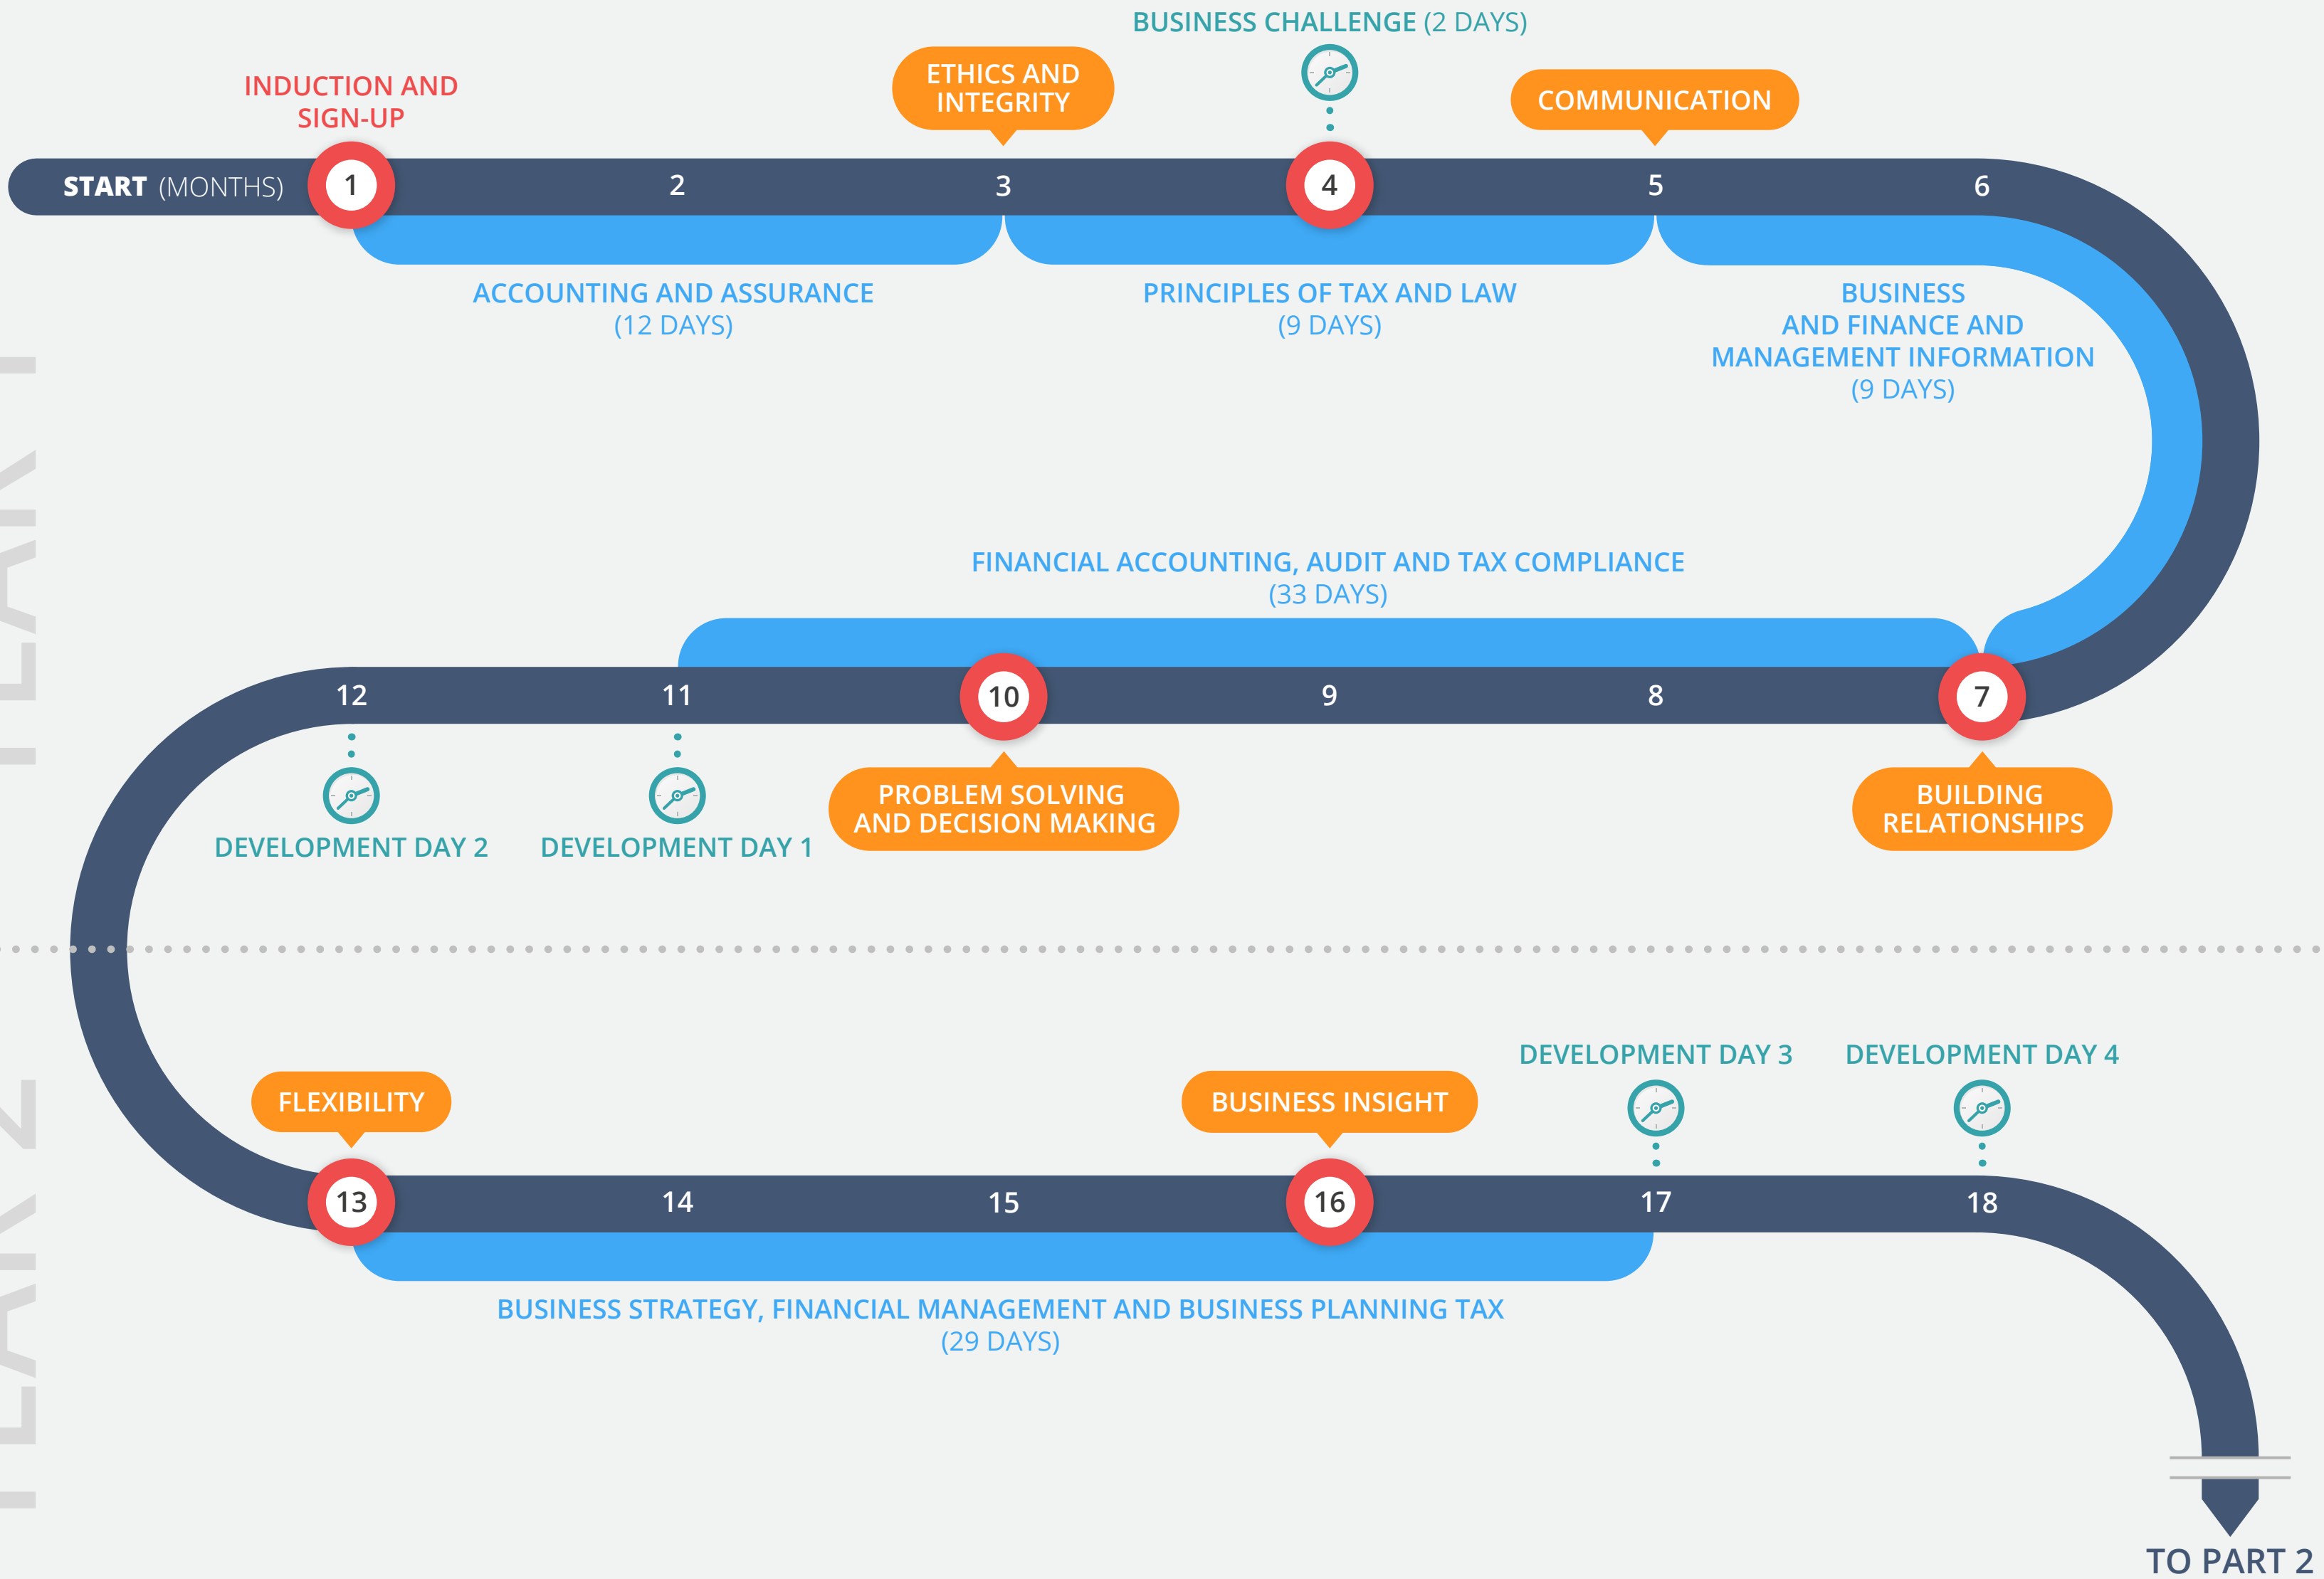 BUSINESS CHALLENGE (2 DAYS)
INDUCTION AND
SIGN-UP
ETHICS AND
INTEGRITY
COMMUNICATION
START (MONTHS) 1 2 3 4 5 6
ACCOUNTING AND ASSURANCE
(12 DAYS)
PRINCIPLES OF TAX AND LAW
(9 DAYS)
BUSINESS
AND FINANCE AND
MANAGEMENT INFORMATION
(9 DAYS)
YEAR 1
FINANCIAL ACCOUNTING, AUDIT AND TAX COMPLIANCE
(33 DAYS)
12 11 10 9 8 7
DEVELOPMENT DAY 2
DEVELOPMENT DAY 1
PROBLEM SOLVING
AND DECISION MAKING
BUILDING
RELATIONSHIPS
YEAR 2
FLEXIBILITY
BUSINESS INSIGHT
DEVELOPMENT DAY 3
DEVELOPMENT DAY 4
13 14 15 16 17 18
BUSINESS STRATEGY, FINANCIAL MANAGEMENT AND BUSINESS PLANNING TAX
(29 DAYS)
TO PART 2